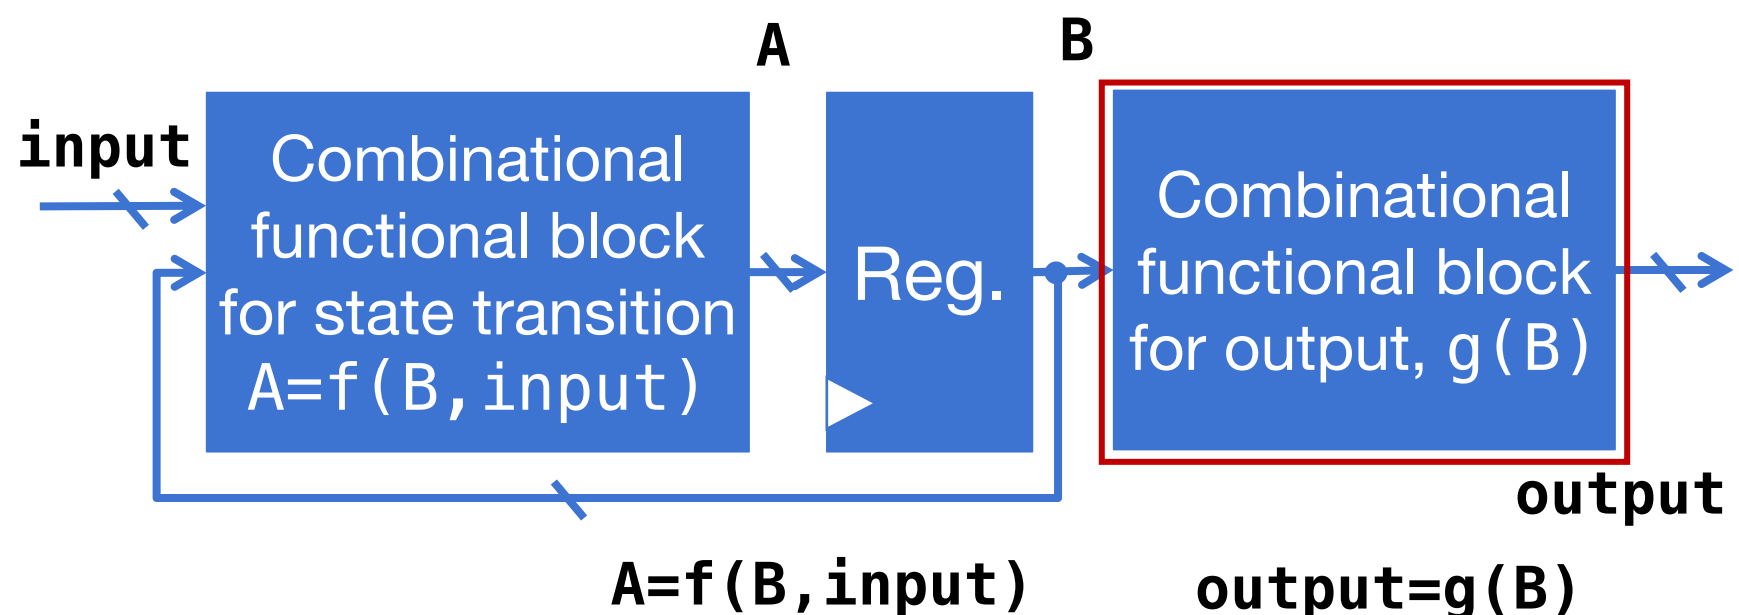 A
B
input
Combinational
functional block
for state transition
A=f(B,input)
Reg.
Combinational
functional block
for output, g(B)
output
A=f(B,input)
output=g(B)